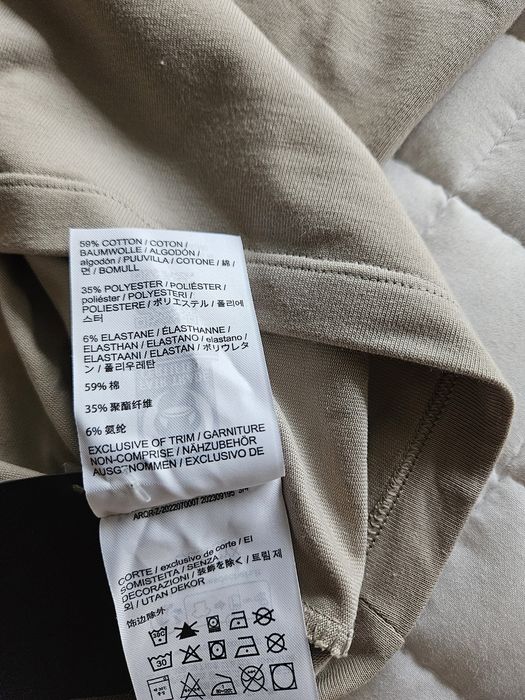 59% COTTON / COTON /
BAUMWOLLE / ALGODÓN /
algodón / PUUVILLA / COTONE / 綿 /
면 / BOMULL
35% POLYESTER / POLIÉSTER /
poliéster / POLYESTERI /
POLIESTERE / ポリエステル / 폴리에
스터
6% ELASTANE / ÉLASTHANNE /
ELASTHAN / ELASTANO / elastano /
ELASTAANI / ELASTAN / ポリウレタ
ン / 폴리우레탄
59% 棉
35% 聚酯纤维
6% 氨纶
EXCLUSIVE OF TRIM / GARNITURE
NON-COMPRISE / NÄHZUBEHÖR
AUSGENOMMEN / EXCLUSIVO DE
CORTE / exclusivo de corte / EI
SOMISTEITA / SENZA
DECORAZIONI / 装飾を除く / 트림 제
외 / UTAN DEKOR
饰边除外
30